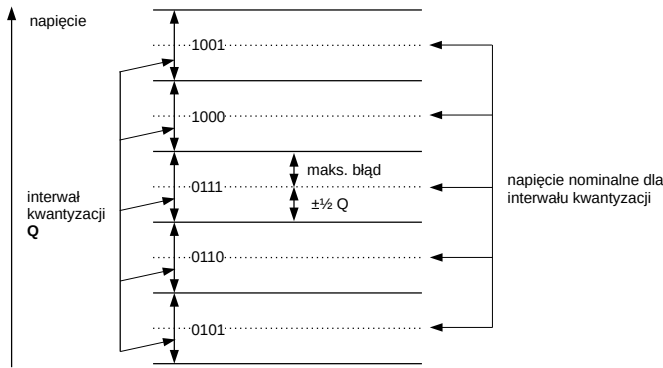 napięcie
1001
1000
0111
maks. błąd
±½ Q
0110
0101
interwał
kwantyzacji
Q
napięcie nominalne dla
interwału kwantyzacji